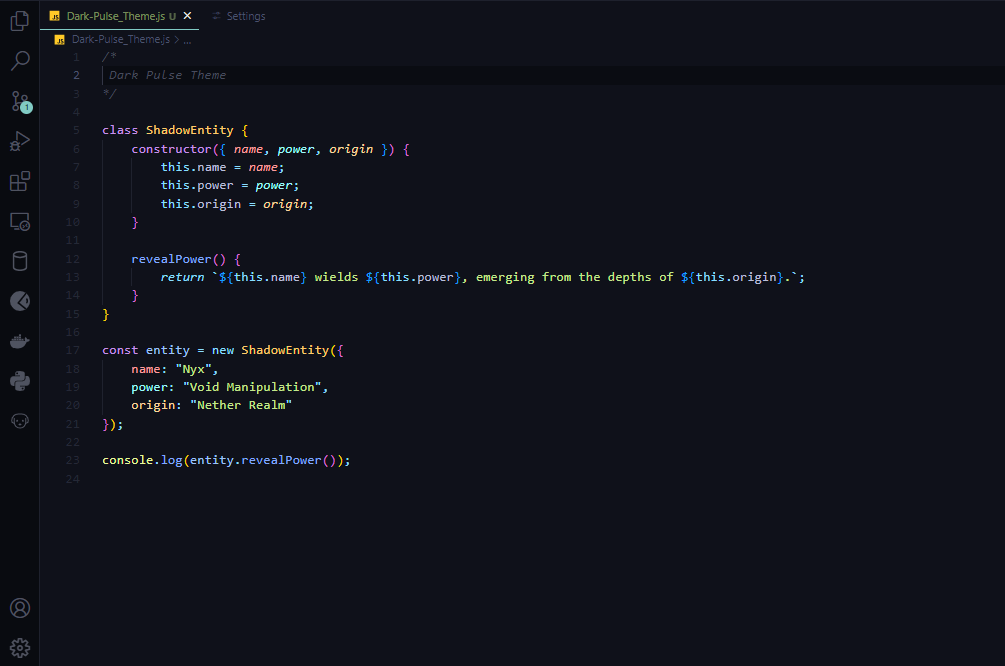 JS Dark-Pulse_Theme.js U × Settings
JS Dark-Pulse_Theme.js > ...
1 /*
2 Dark Pulse Theme
3 */
4
5 class ShadowEntity {
6 constructor({ name, power, origin }) {
7 this.name = name;
8 this.power = power;
9 this.origin = origin;
10 }
11
12 revealPower() {
13 return `${this.name} wields ${this.power}, emerging from the depths of ${this.origin}.`;
14 }
15 }
16
17 const entity = new ShadowEntity({
18 name: "Nyx",
19 power: "Void Manipulation",
20 origin: "Nether Realm"
21 });
22
23 console.log(entity.revealPower());
24
1